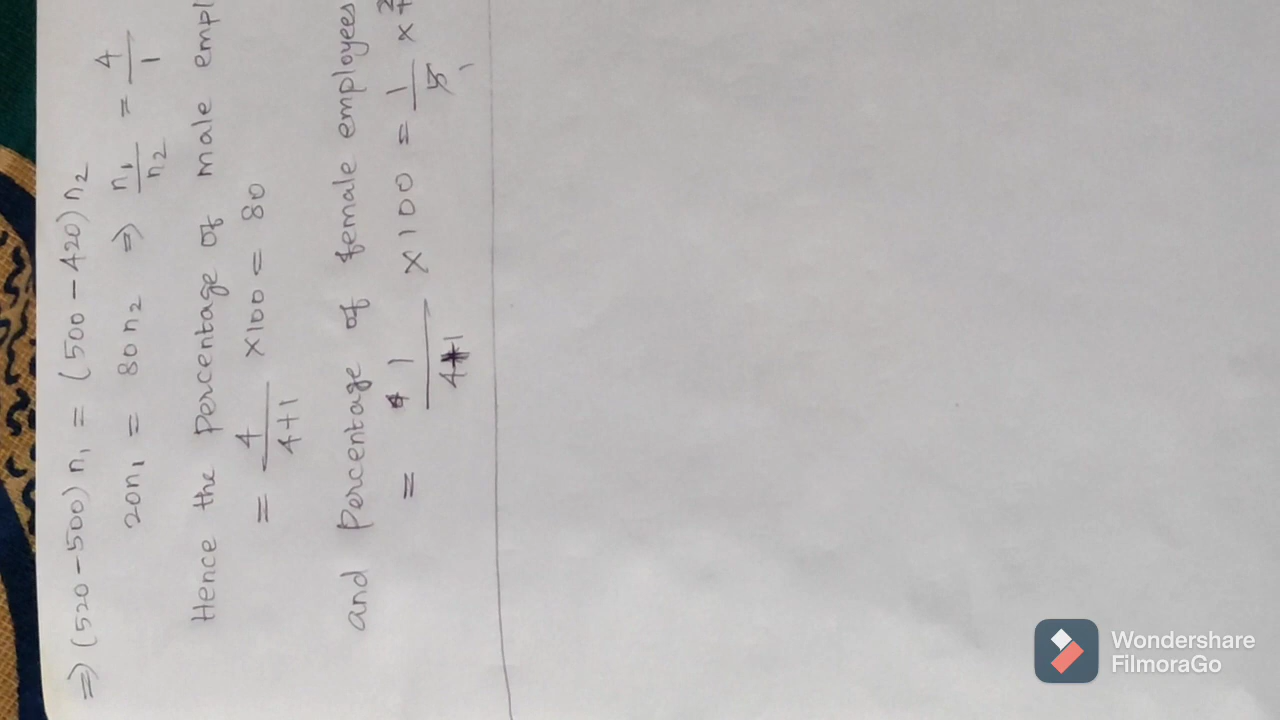 ⇒) (520-500) n₁ = (500-420) n₂
20n₁ = 80n₂ ⇒) n₁/n₂ = 4/1
Hence the Percentage of male empl
= 4/4+1 ×100 = 80
and Percentage of female employees
= 1/4+1 ×100 = 1/5 ×
Wondershare
FilmoraGo